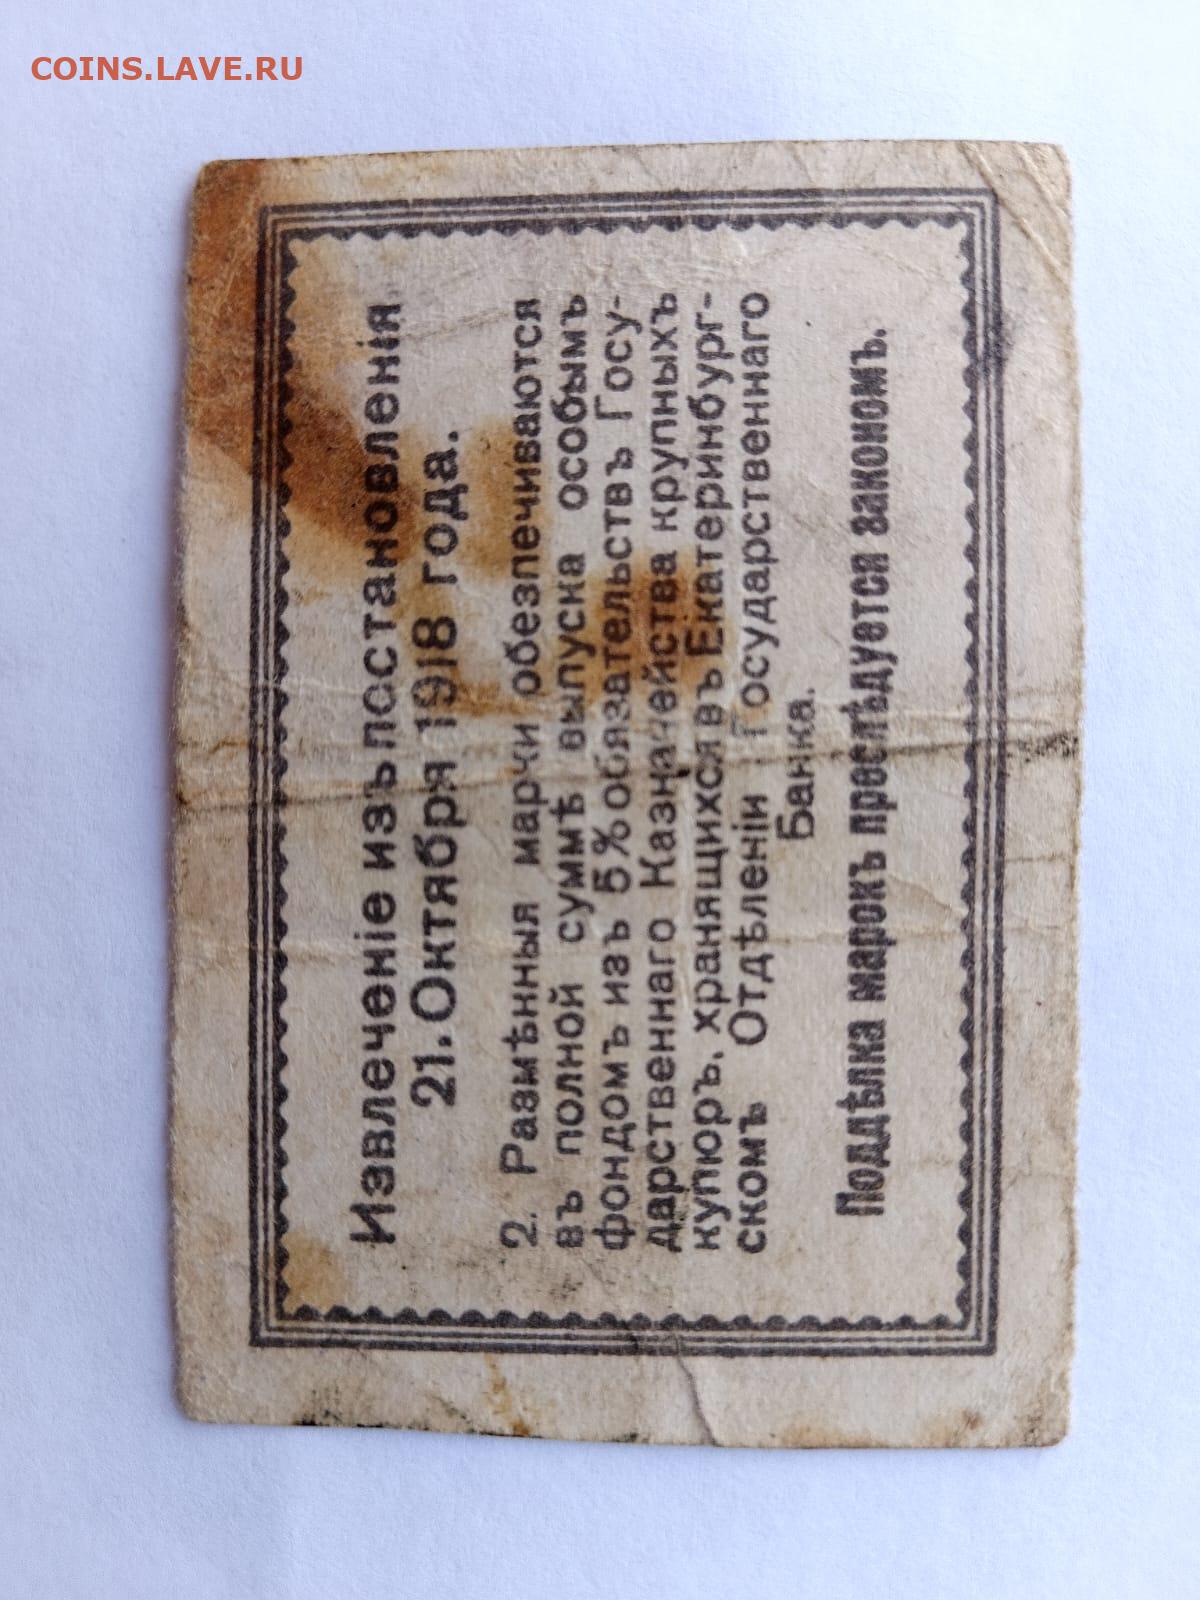 COINS.LAVE.RU
Извлеченіе изъ постановленія
21. Октября 1918 года.
2. Размѣнныя марки обезпечиваются
въ полной суммѣ выпуска особымъ
фондомъ изъ 5% обязательствъ Госу-
дарственнаго Казначейства крупныхъ
купюръ, хранящихся въ Екатеринбург-
скомъ Отдѣленіи Государственнаго
Банка.
Поддѣлка марокъ преслѣдуется закономъ.